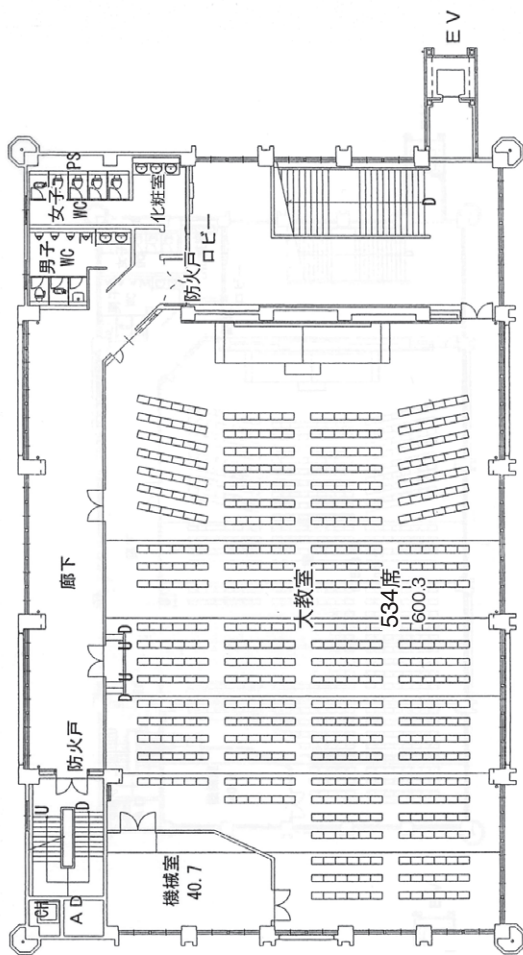 EV
PS
女子
WC
化粧室
男子
WC
防火戸
ロビー
D
廊下
大教室
534席
600.3
U
D
U
D
U
D
防火戸
U
D
機械室
40.7
CH
A
D